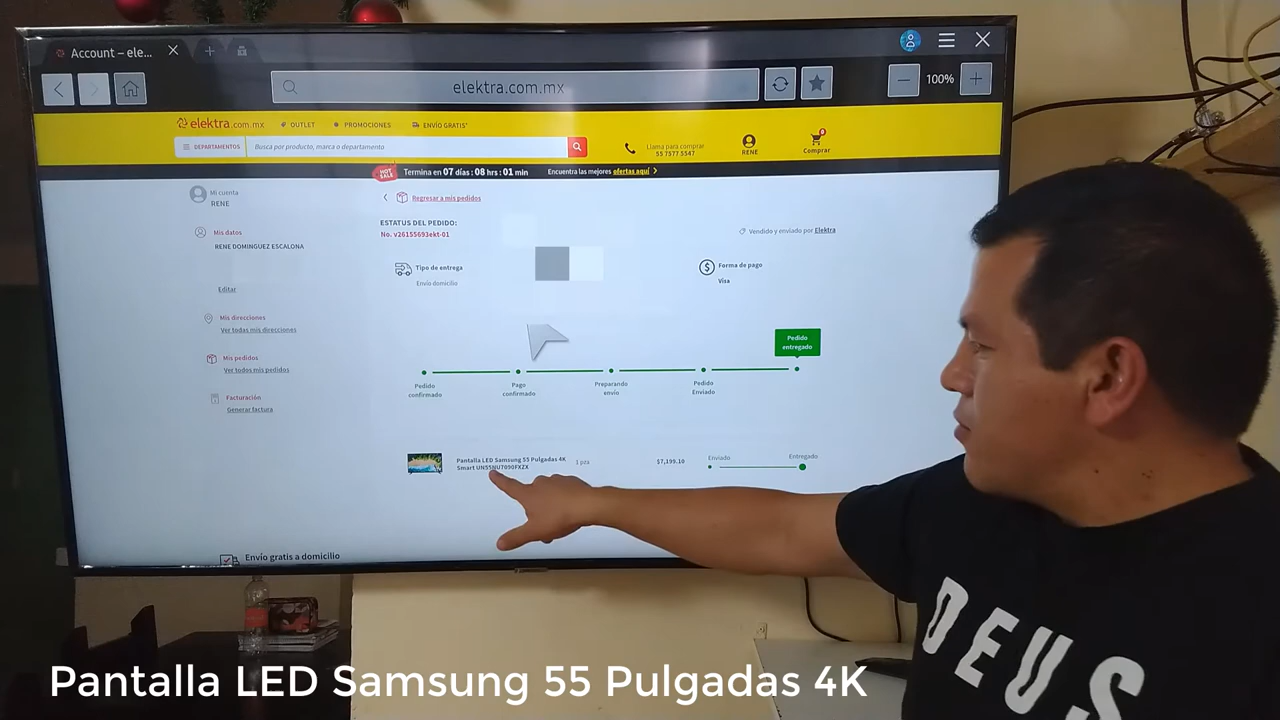 Account – ele...
elektra.com.mx
100%
elektra.com.mx
OUTLET
PROMOCIONES
ENVÍO GRATIS*
DEPARTAMENTOS
Busca por producto, marca o departamento
Llama para comprar
55 7577 5547
RENE
0
Comprar
HOT SALE
Termina en 07 días : 08 hrs : 01 min
Encuentra las mejores ofertas aquí
Mi cuenta
RENE
Mis datos
RENE DOMINGUEZ ESCALONA
Editar
Mis direcciones
Ver todas mis direcciones
Mis pedidos
Ver todos mis pedidos
Facturación
Generar factura
Regresar a mis pedidos
ESTATUS DEL PEDIDO:
No. v26155693ekt-01
Vendido y enviado por Elektra
Tipo de entrega
Envío domicilio
Forma de pago
Visa
Pedido
entregado
Pedido
confirmado
Pago
confirmado
Preparando
envío
Pedido
Enviado
Pantalla LED Samsung 55 Pulgadas 4K
Smart UN55NU7090FXZX
1 pza
$7,199.10
Enviado
Entregado
Envío gratis a domicilio
DEUS
Pantalla LED Samsung 55 Pulgadas 4K